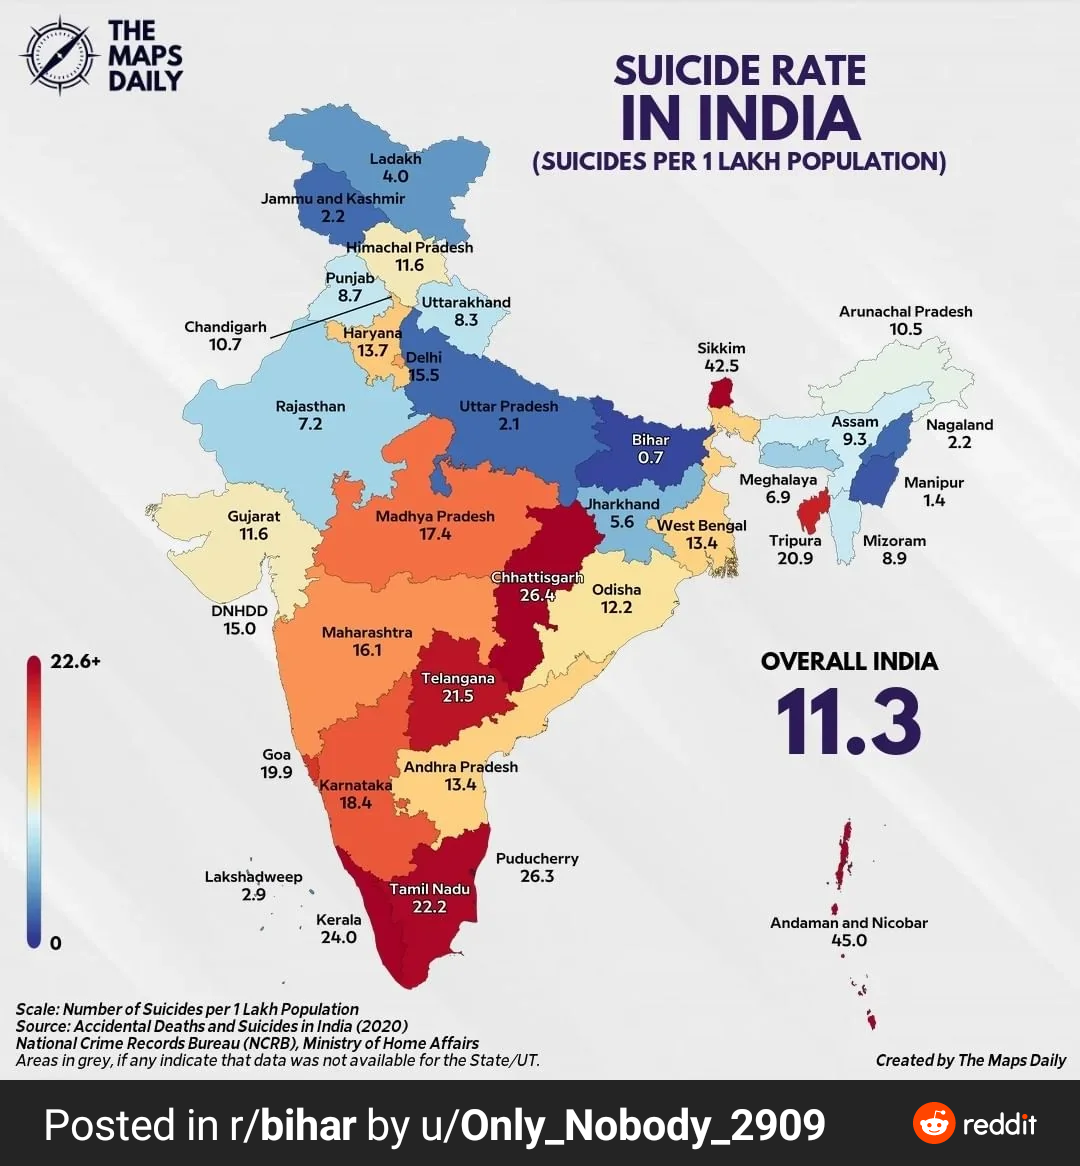 THE
MAPS
DAILY
SUICIDE RATE
IN INDIA
(SUICIDES PER 1 LAKH POPULATION)
Ladakh
4.0
Jammu and Kashmir
2.2
Himachal Pradesh
11.6
Punjab
8.7
Uttarakhand
8.3
Chandigarh
10.7
Haryana
13.7
Delhi
15.5
Arunachal Pradesh
10.5
Sikkim
42.5
Rajasthan
7.2
Uttar Pradesh
2.1
Bihar
0.7
Assam
9.3
Nagaland
2.2
Meghalaya
6.9
Manipur
1.4
Gujarat
11.6
Madhya Pradesh
17.4
Jharkhand
5.6
West Bengal
13.4
Tripura
20.9
Mizoram
8.9
Chhattisgarh
26.4
Odisha
12.2
DNHDD
15.0
Maharashtra
16.1
22.6+
0
Telangana
21.5
OVERALL INDIA
11.3
Goa
19.9
Karnataka
18.4
Andhra Pradesh
13.4
Puducherry
26.3
Lakshadweep
2.9
Tamil Nadu
22.2
Kerala
24.0
Andaman and Nicobar
45.0
Scale: Number of Suicides per 1 Lakh Population
Source: Accidental Deaths and Suicides in India (2020)
National Crime Records Bureau (NCRB), Ministry of Home Affairs
Areas in grey, if any indicate that data was not available for the State/UT.
Created by The Maps Daily
Posted in r/bihar by u/Only_Nobody_2909
reddit